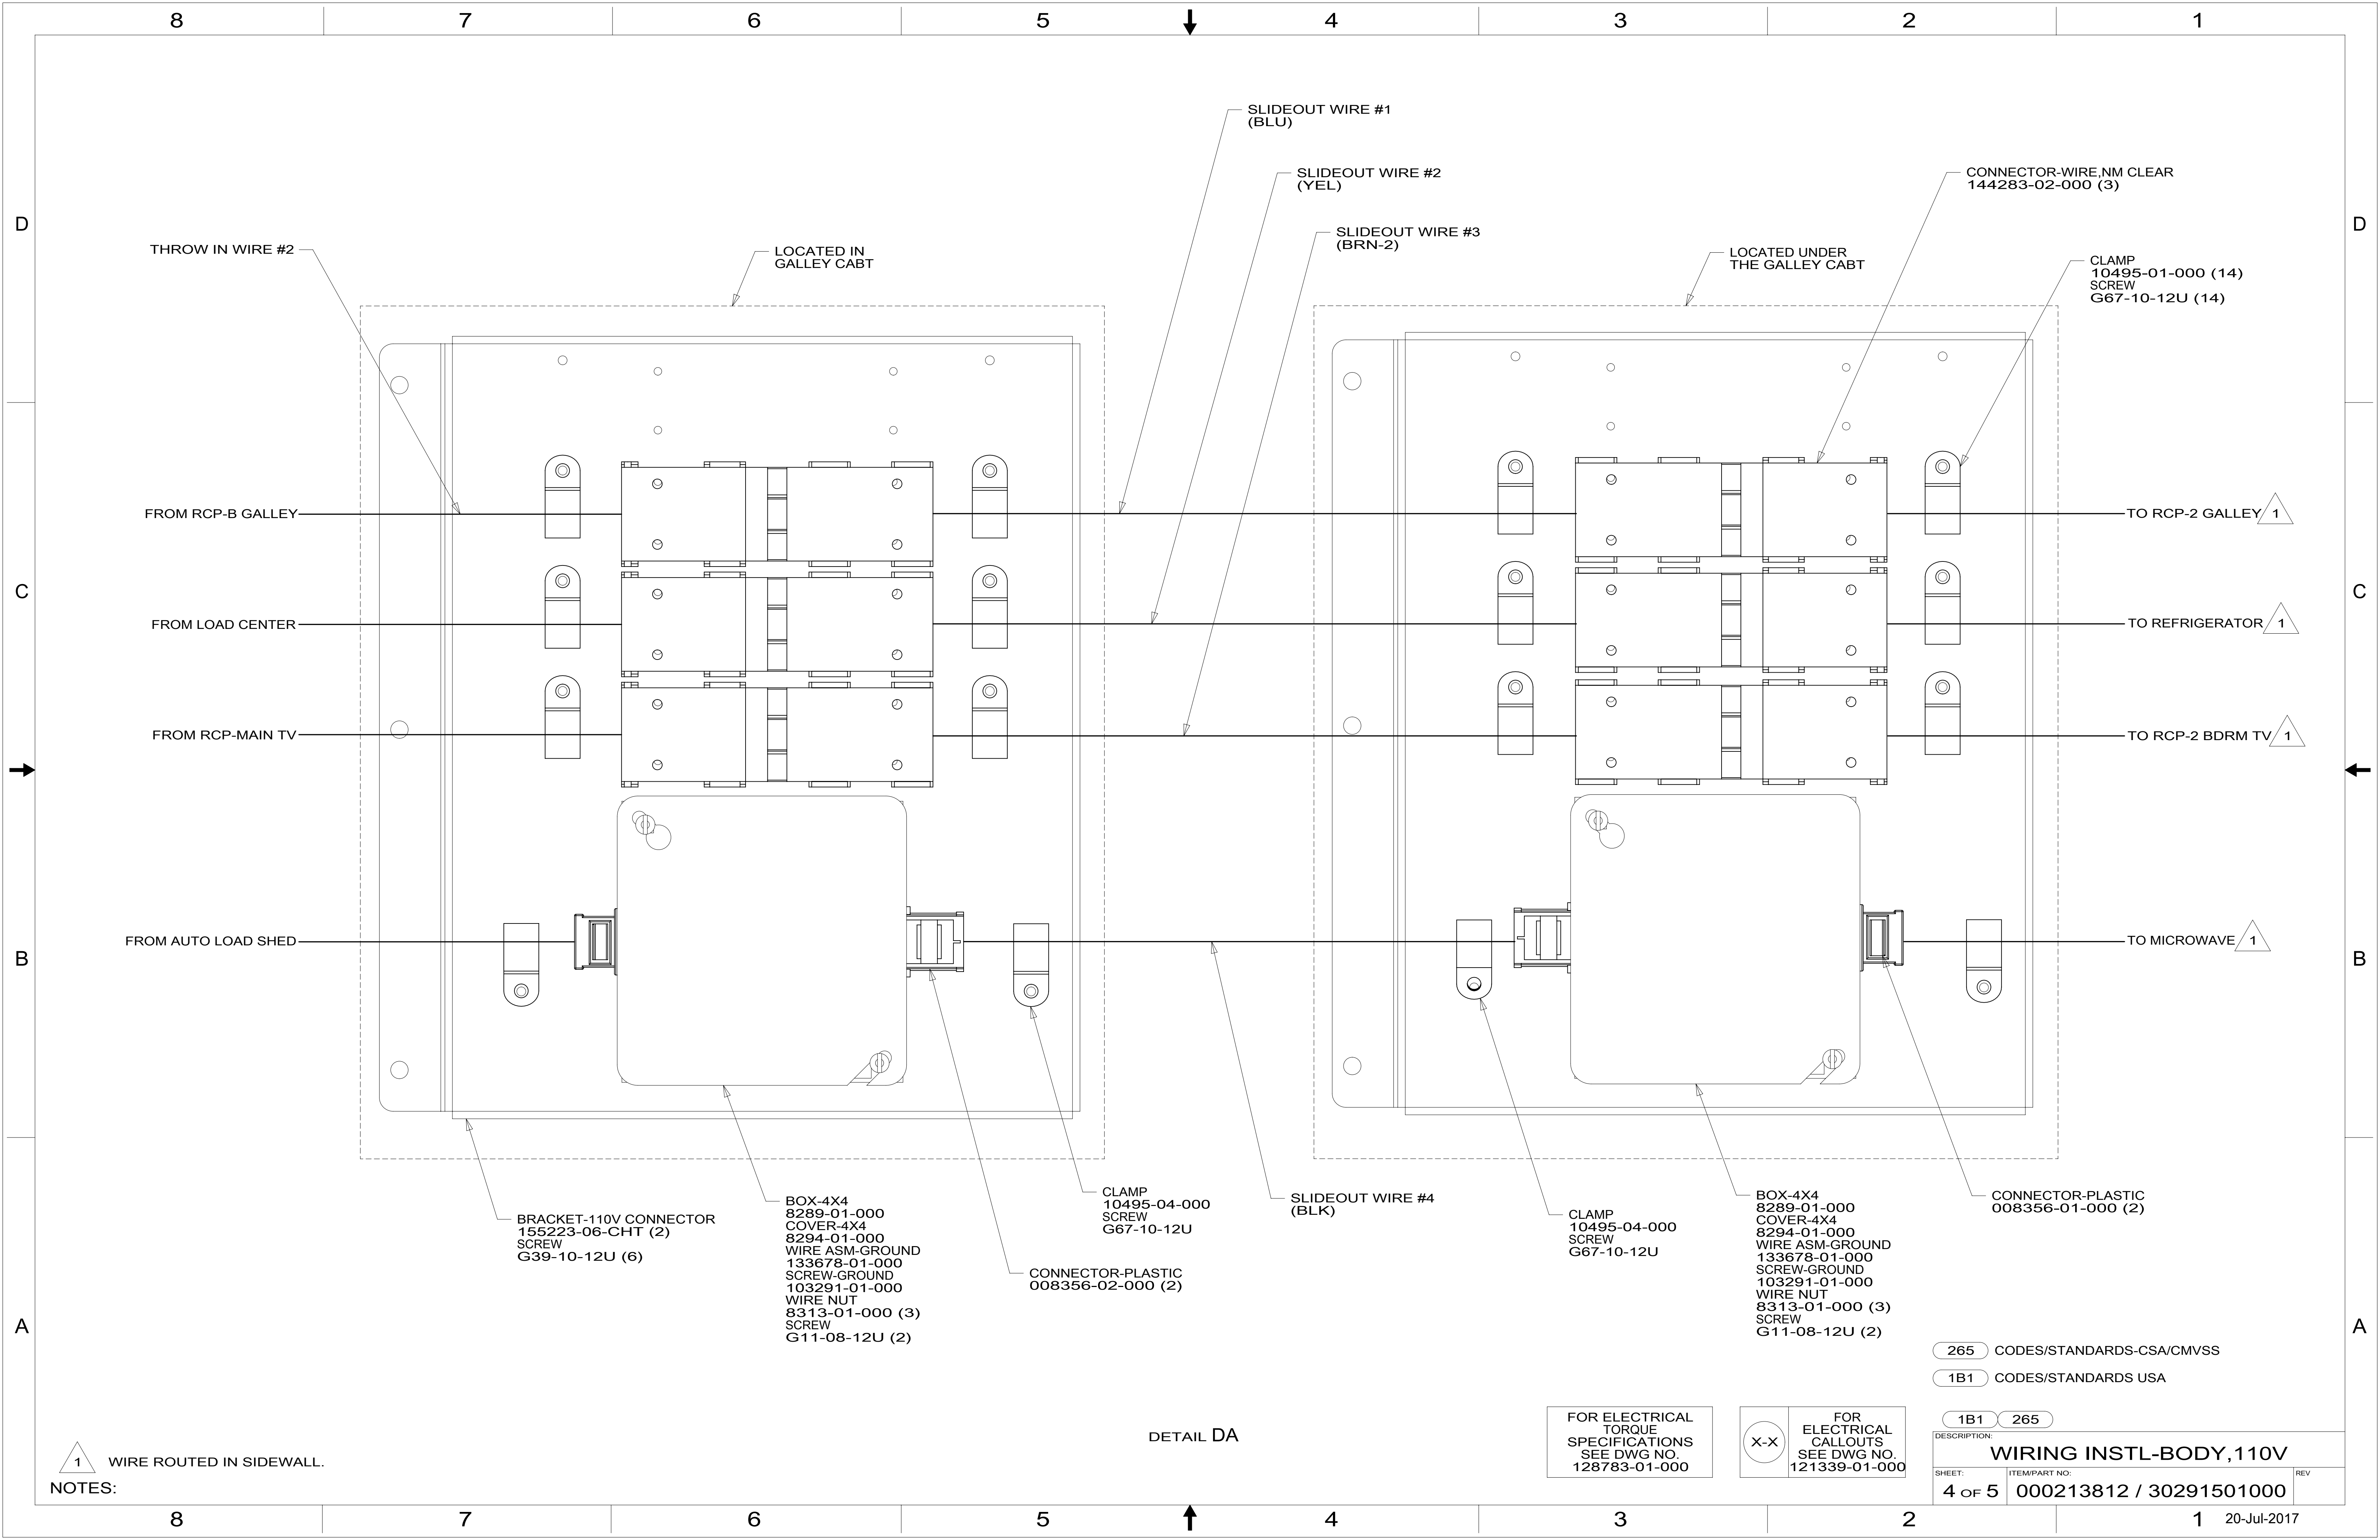 8 7 6 5 4 3 2 1
SLIDEOUT WIRE #1
(BLU)
SLIDEOUT WIRE #2
(YEL)
CONNECTOR-WIRE,NM CLEAR
144283-02-000 (3)
D
D
THROW IN WIRE #2
LOCATED IN
GALLEY CABT
SLIDEOUT WIRE #3
(BRN-2)
LOCATED UNDER
THE GALLEY CABT
CLAMP
10495-01-000 (14)
SCREW
G67-10-12U (14)
FROM RCP-B GALLEY
TO RCP-2 GALLEY 1
C
C
FROM LOAD CENTER
TO REFRIGERATOR 1
FROM RCP-MAIN TV
TO RCP-2 BDRM TV 1
FROM AUTO LOAD SHED
TO MICROWAVE 1
B
B
BRACKET-110V CONNECTOR
155223-06-CHT (2)
SCREW
G39-10-12U (6)
BOX-4X4
8289-01-000
COVER-4X4
8294-01-000
WIRE ASM-GROUND
133678-01-000
SCREW-GROUND
103291-01-000
WIRE NUT
8313-01-000 (3)
SCREW
G11-08-12U (2)
CLAMP
10495-04-000
SCREW
G67-10-12U
CONNECTOR-PLASTIC
008356-02-000 (2)
SLIDEOUT WIRE #4
(BLK)
CLAMP
10495-04-000
SCREW
G67-10-12U
BOX-4X4
8289-01-000
COVER-4X4
8294-01-000
WIRE ASM-GROUND
133678-01-000
SCREW-GROUND
103291-01-000
WIRE NUT
8313-01-000 (3)
SCREW
G11-08-12U (2)
CONNECTOR-PLASTIC
008356-01-000 (2)
A
A
265 CODES/STANDARDS-CSA/CMVSS
1B1 CODES/STANDARDS USA
1B1 265
DETAIL DA
FOR ELECTRICAL
TORQUE
SPECIFICATIONS
SEE DWG NO.
128783-01-000
X-X
FOR
ELECTRICAL
CALLOUTS
SEE DWG NO.
121339-01-000
DESCRIPTION:
WIRING INSTL-BODY,110V
SHEET:
4 OF 5
ITEM/PART NO:
000213812 / 30291501000
REV
1 WIRE ROUTED IN SIDEWALL.
NOTES:
8 7 6 5 4 3 2 1
20-Jul-2017